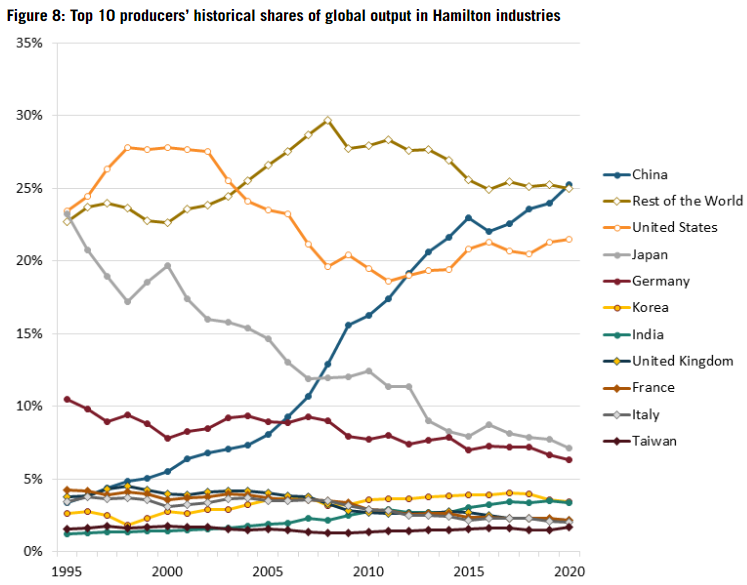 Figure 8: Top 10 producers’ historical shares of global output in Hamilton industries
35%
30%
25%
20%
15%
10%
5%
0%
1995
2000
2005
2010
2015
2020
China
Rest of the World
United States
Japan
Germany
Korea
India
United Kingdom
France
Italy
Taiwan